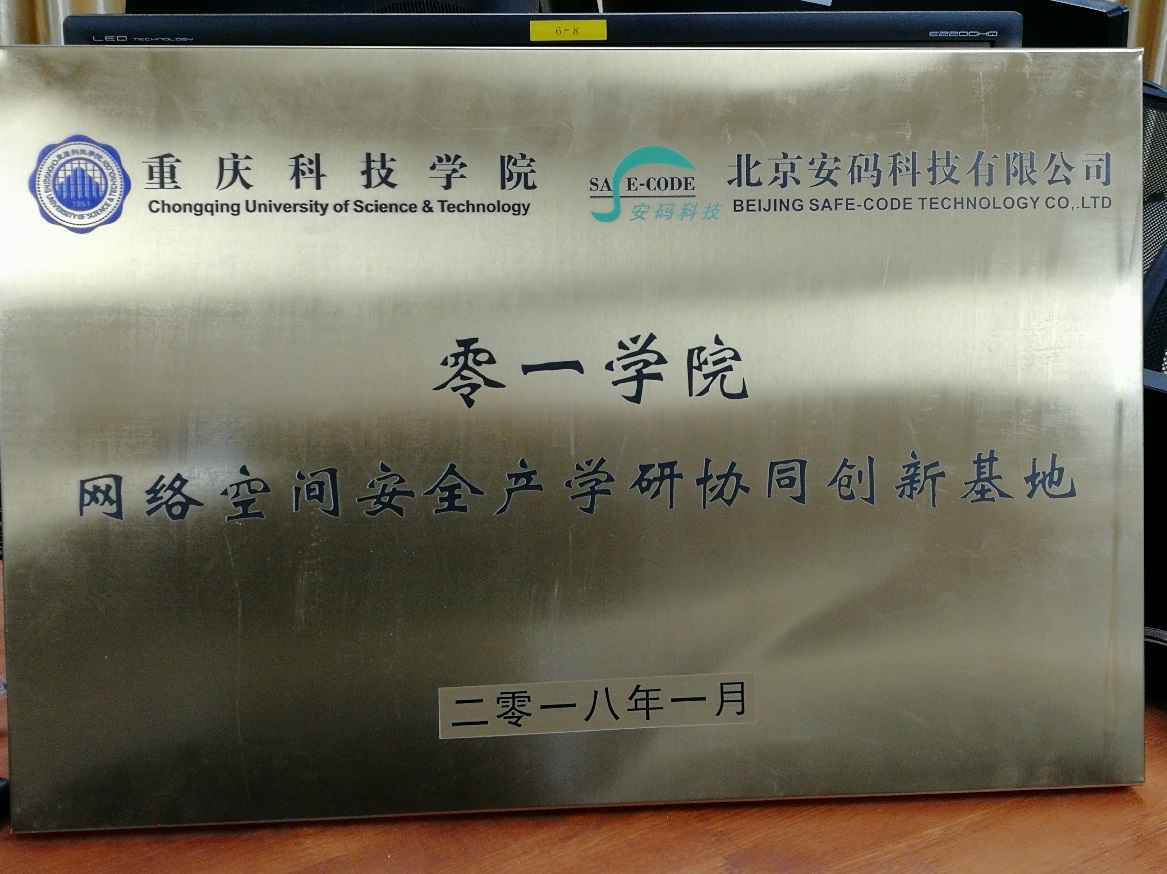 LED TECHNOLOGY
6-8
E2200HQ
重庆科技学院
Chongqing University of Science & Technology
1951
SAFE-CODE
安码科技
北京安码科技有限公司
BEIJING SAFE-CODE TECHNOLOGY CO,.LTD
零一学院
网络空间安全产学研协同创新基地
二零一八年一月